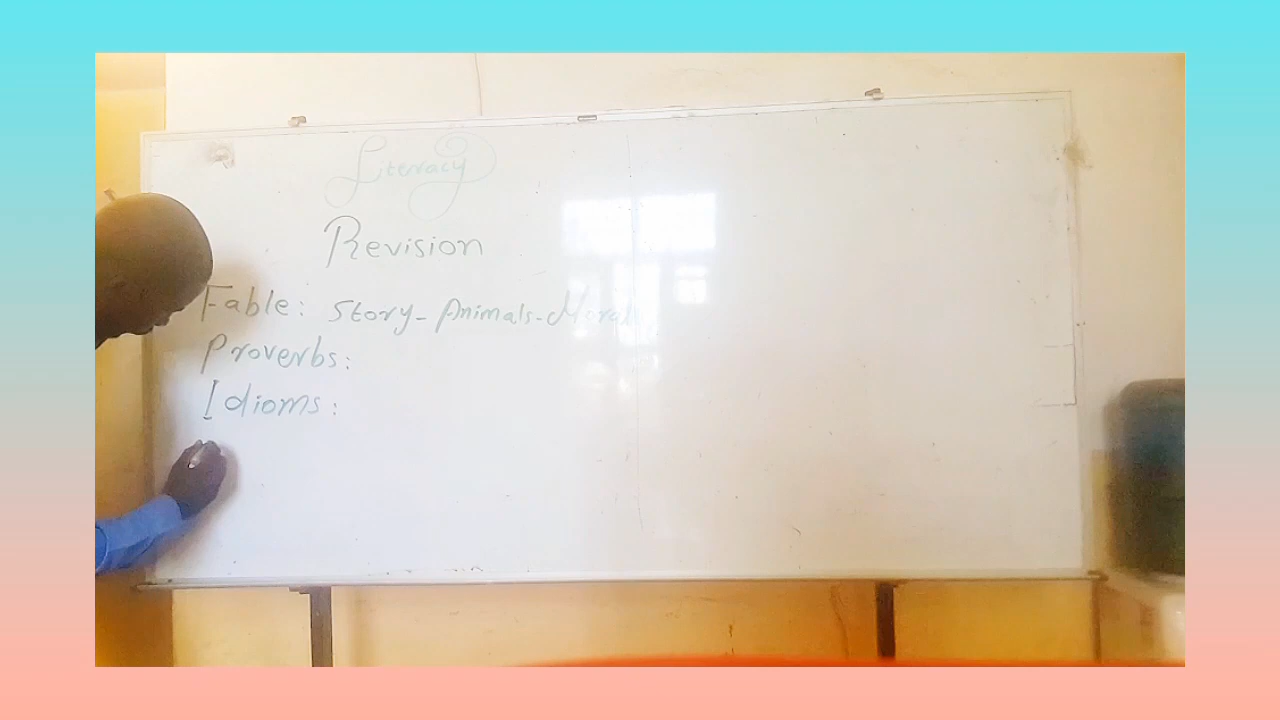 Literacy
Revision
Fable: Story - Animals - Moral
Proverbs:
Idioms: